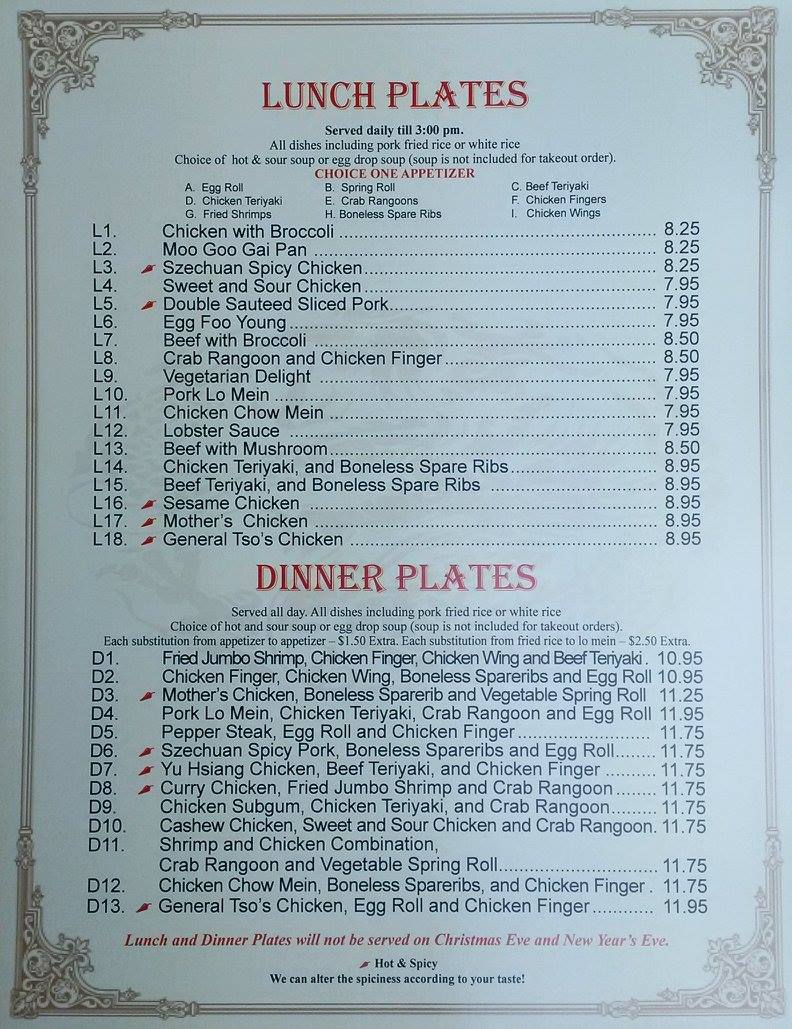 LUNCH PLATES
Served daily till 3:00 pm.
All dishes including pork fried rice or white rice
Choice of hot & sour soup or egg drop soup (soup is not included for takeout order).
CHOICE ONE APPETIZER
A. Egg Roll B. Spring Roll C. Beef Teriyaki
D. Chicken Teriyaki E. Crab Rangoons F. Chicken Fingers
G. Fried Shrimps H. Boneless Spare Ribs I. Chicken Wings
L1. Chicken with Broccoli 8.25
L2. Moo Goo Gai Pan 8.25
L3. Szechuan Spicy Chicken 8.25
L4. Sweet and Sour Chicken 7.95
L5. Double Sauteed Sliced Pork 7.95
L6. Egg Foo Young 7.95
L7. Beef with Broccoli 8.50
L8. Crab Rangoon and Chicken Finger 8.50
L9. Vegetarian Delight 7.95
L10. Pork Lo Mein 7.95
L11. Chicken Chow Mein 7.95
L12. Lobster Sauce 7.95
L13. Beef with Mushroom 8.50
L14. Chicken Teriyaki, and Boneless Spare Ribs 8.95
L15. Beef Teriyaki, and Boneless Spare Ribs 8.95
L16. Sesame Chicken 8.95
L17. Mother's Chicken 8.95
L18. General Tso's Chicken 8.95
DINNER PLATES
Served all day. All dishes including pork fried rice or white rice
Choice of hot and sour soup or egg drop soup (soup is not included for takeout orders).
Each substitution from appetizer to appetizer – $1.50 Extra. Each substitution from fried rice to lo mein – $2.50 Extra.
D1. Fried Jumbo Shrimp, Chicken Finger, Chicken Wing and Beef Teriyaki . 10.95
D2. Chicken Finger, Chicken Wing, Boneless Spareribs and Egg Roll 10.95
D3. Mother's Chicken, Boneless Sparerib and Vegetable Spring Roll 11.25
D4. Pork Lo Mein, Chicken Teriyaki, Crab Rangoon and Egg Roll 11.95
D5. Pepper Steak, Egg Roll and Chicken Finger 11.75
D6. Szechuan Spicy Pork, Boneless Spareribs and Egg Roll 11.75
D7. Yu Hsiang Chicken, Beef Teriyaki, and Chicken Finger 11.75
D8. Curry Chicken, Fried Jumbo Shrimp and Crab Rangoon 11.75
D9. Chicken Subgum, Chicken Teriyaki, and Crab Rangoon 11.75
D10. Cashew Chicken, Sweet and Sour Chicken and Crab Rangoon. 11.75
D11. Shrimp and Chicken Combination,
Crab Rangoon and Vegetable Spring Roll 11.75
D12. Chicken Chow Mein, Boneless Spareribs, and Chicken Finger . 11.75
D13. General Tso's Chicken, Egg Roll and Chicken Finger 11.95
Lunch and Dinner Plates will not be served on Christmas Eve and New Year's Eve.
Hot & Spicy
We can alter the spiciness according to your taste!